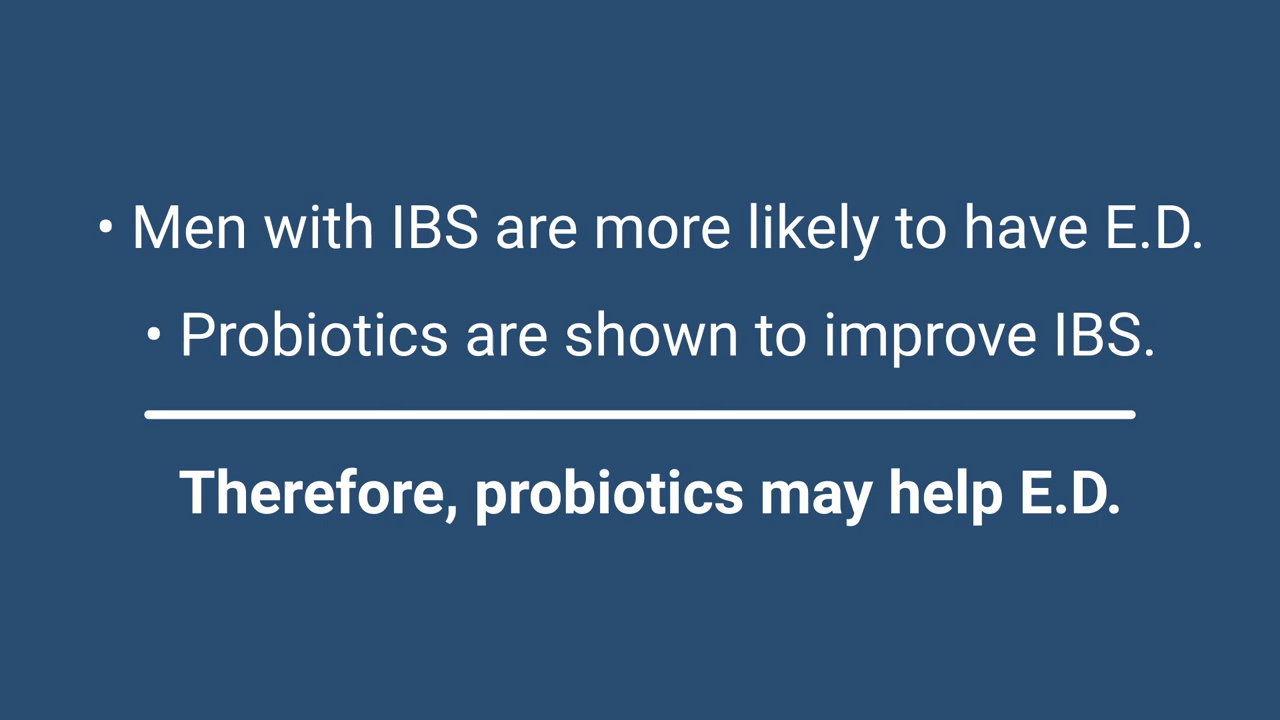 • Men with IBS are more likely to have E.D.
• Probiotics are shown to improve IBS.
Therefore, probiotics may help E.D.